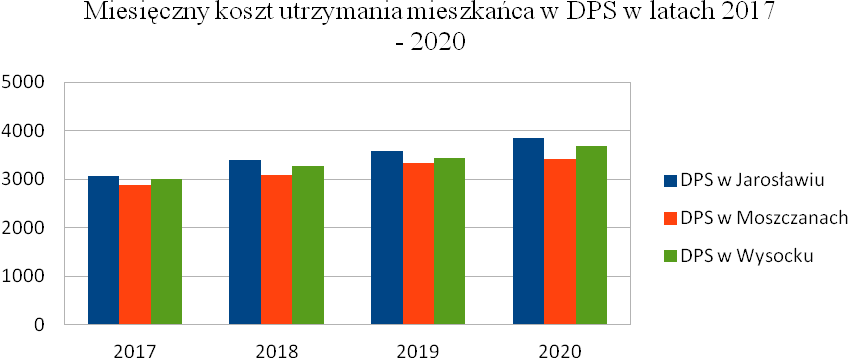 Miesięczny koszt utrzymania mieszkańca w DPS w latach 2017
- 2020
5000
4000
3000
2000
1000
0
2017
2018
2019
2020
DPS w Jarosławiu
DPS w Moszczanach
DPS w Wysocku